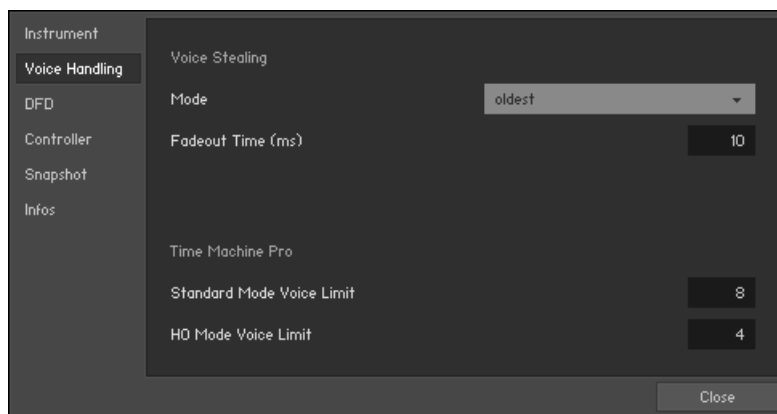 Instrument
Voice Handling
DFD
Controller
Snapshot
Infos
Voice Stealing
Mode oldest
Fadeout Time (ms) 10
Time Machine Pro
Standard Mode Voice Limit 8
HQ Mode Voice Limit 4
Close